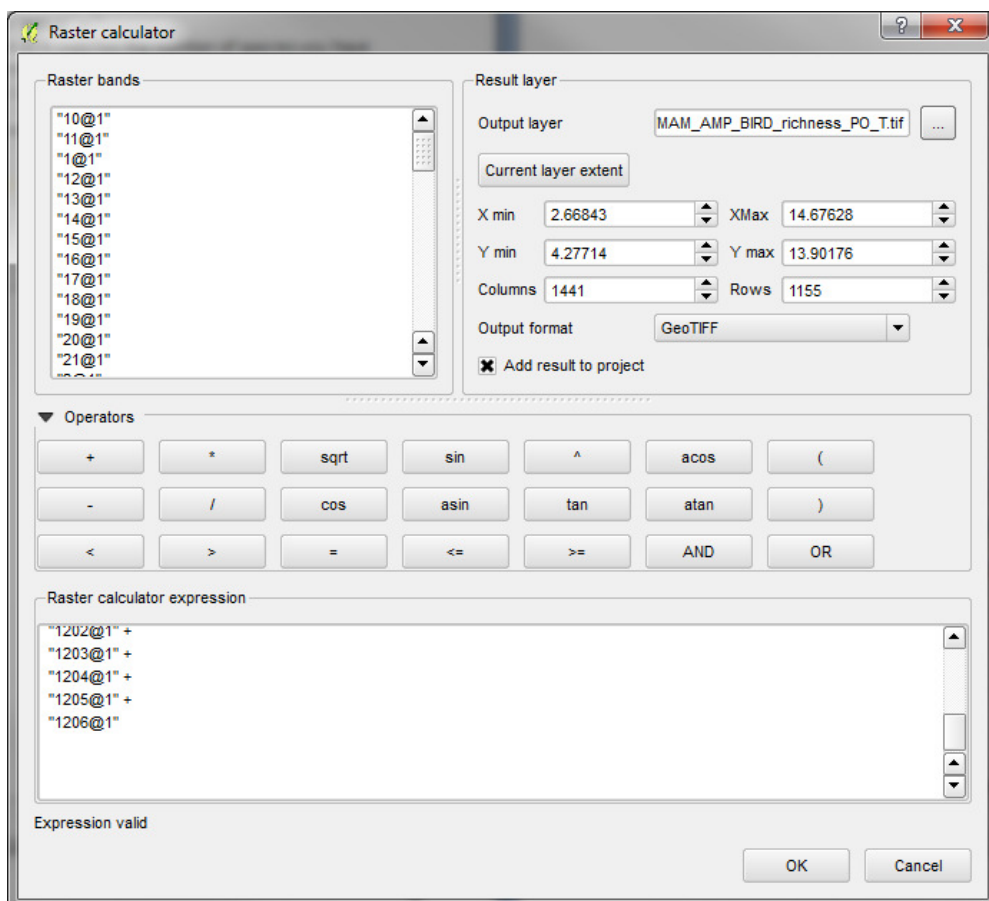 Raster calculator
Raster bands
"10@1"
"11@1"
"1@1"
"12@1"
"13@1"
"14@1"
"15@1"
"16@1"
"17@1"
"18@1"
"19@1"
"20@1"
"21@1"
Result layer
Output layer MAM_AMP_BIRD_richness_PO_T.tif ...
Current layer extent
X min 2.66843 XMax 14.67628
Y min 4.27714 Y max 13.90176
Columns 1441 Rows 1155
Output format GeoTIFF
Add result to project
Operators
+ * sqrt sin ^ acos (
- / cos asin tan atan )
< > = <= >= AND OR
Raster calculator expression
"1202@1" +
"1203@1" +
"1204@1" +
"1205@1" +
"1206@1"
Expression valid
OK Cancel